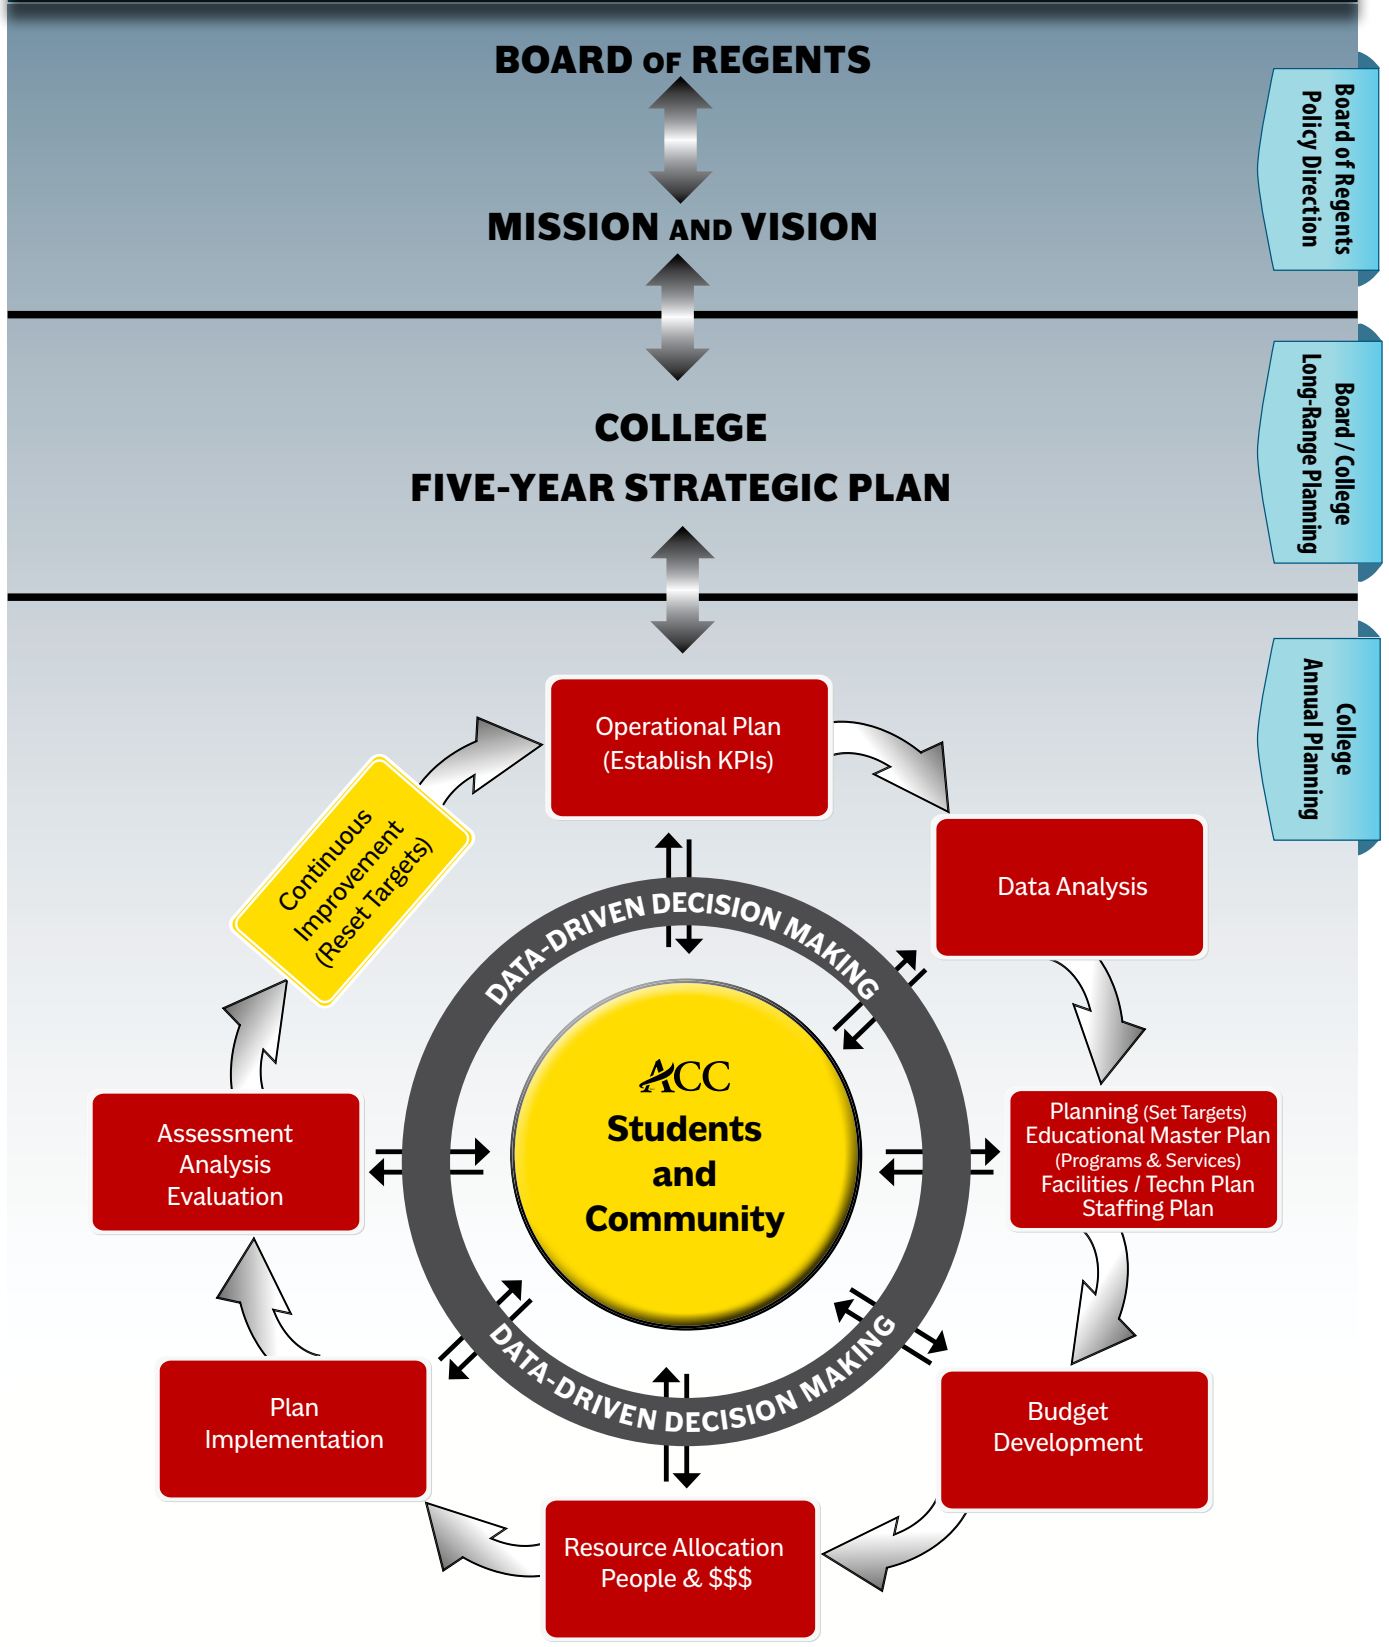 BOARD OF REGENTS
MISSION AND VISION
Board of Regents
Policy Direction
COLLEGE
FIVE-YEAR STRATEGIC PLAN
Board / College
Long-Range Planning
College
Annual Planning
Operational Plan
(Establish KPIs)
Data Analysis
Planning (Set Targets)
Educational Master Plan
(Programs & Services)
Facilities / Techn Plan
Staffing Plan
Budget
Development
Resource Allocation
People & $$$
Plan
Implementation
Assessment
Analysis
Evaluation
Continuous
Improvement
(Reset Targets)
DATA-DRIVEN DECISION MAKING
ACC
Students
and
Community
DATA-DRIVEN DECISION MAKING